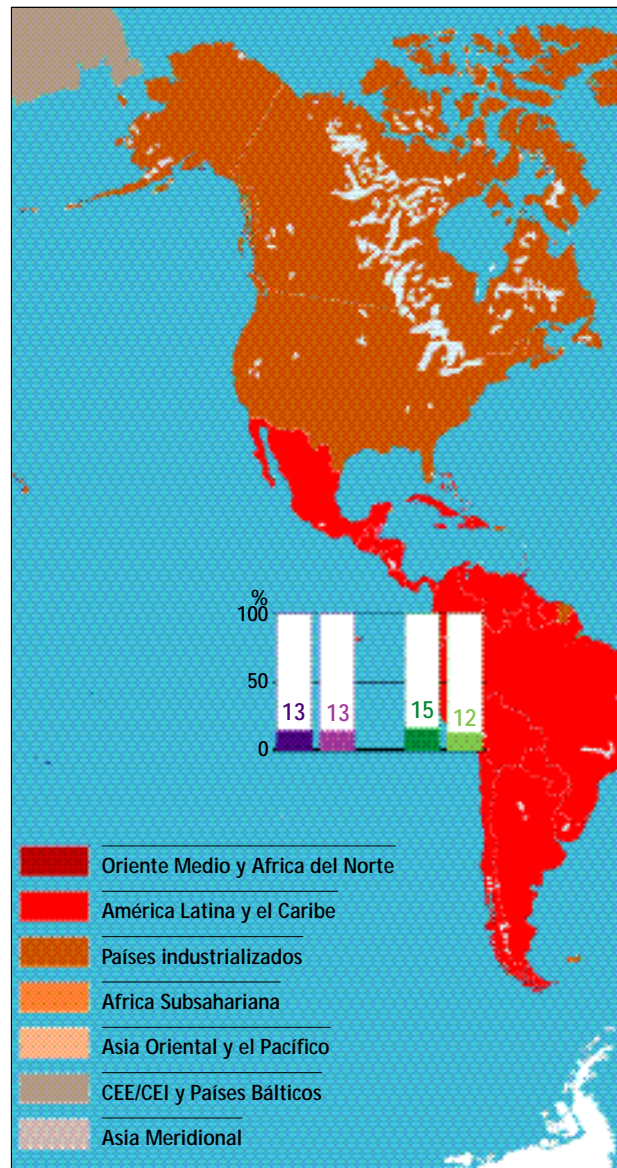 %
100
50
13 13 15 12
0
Oriente Medio y Africa del Norte
América Latina y el Caribe
Países industrializados
Africa Subsahariana
Asia Oriental y el Pacífico
CEE/CEI y Países Bálticos
Asia Meridional